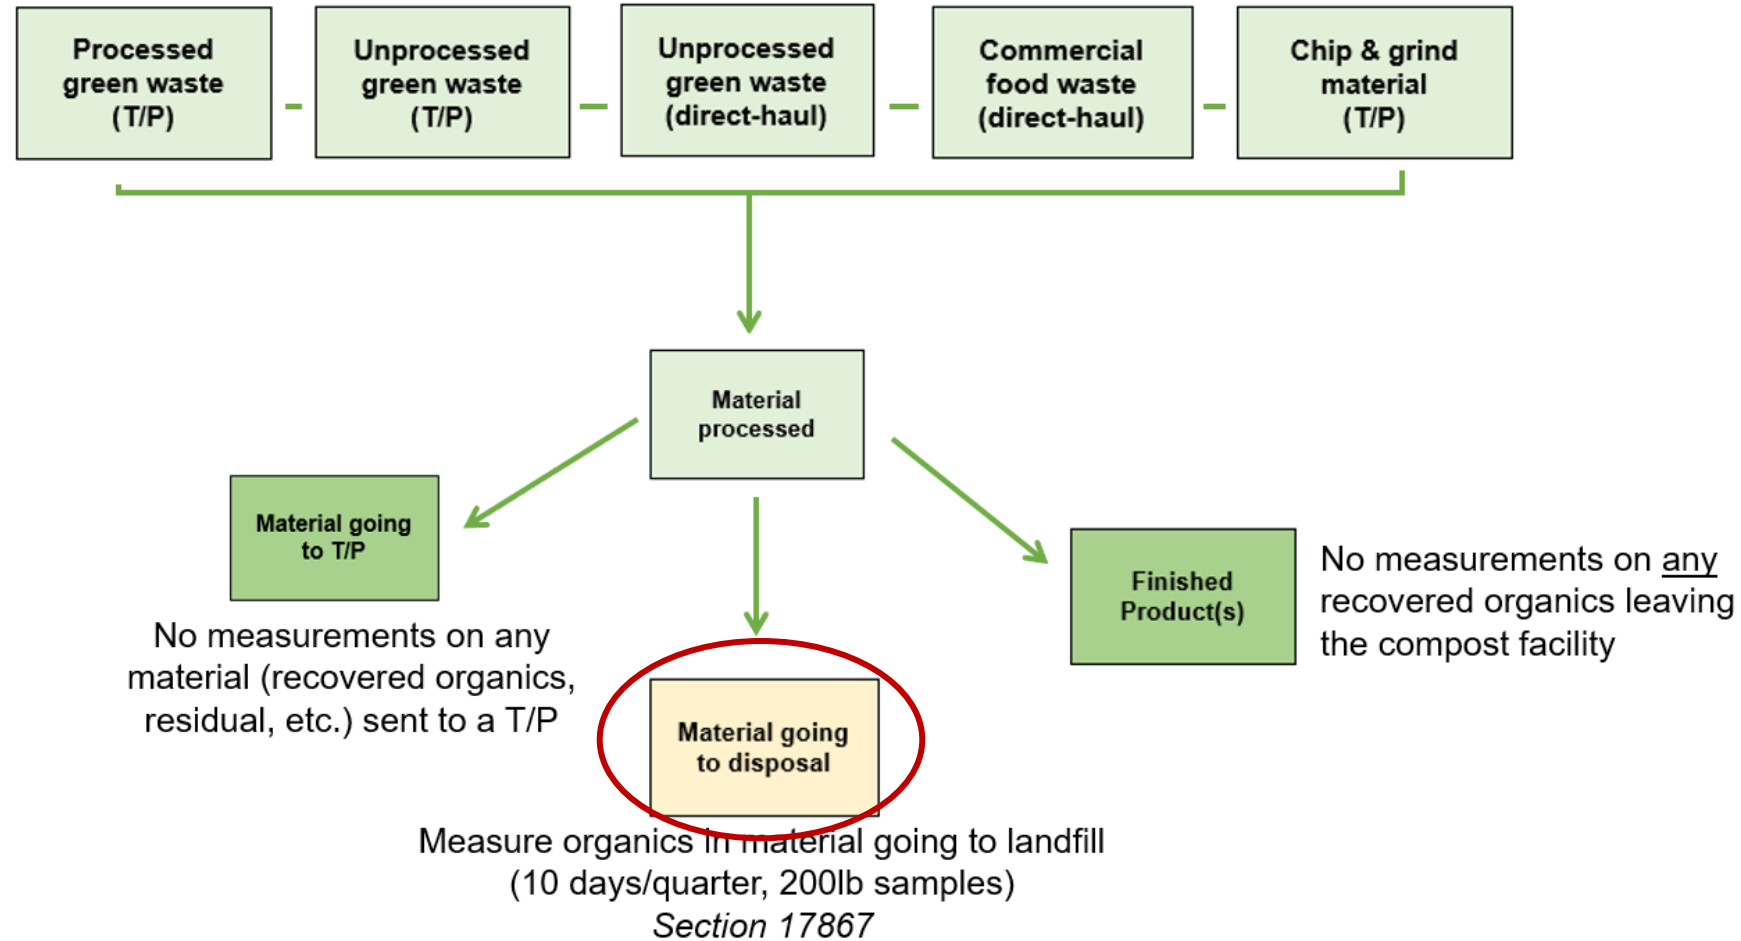 Processed
green waste
(T/P)
Unprocessed
green waste
(T/P)
Unprocessed
green waste
(direct-haul)
Commercial
food waste
(direct-haul)
Chip & grind
material
(T/P)
Material
processed
Material going
to T/P
No measurements on any
material (recovered organics,
residual, etc.) sent to a T/P
Material going
to disposal
Measure organics in material going to landfill
(10 days/quarter, 200lb samples)
Section 17867
Finished
Product(s)
No measurements on any
recovered organics leaving
the compost facility